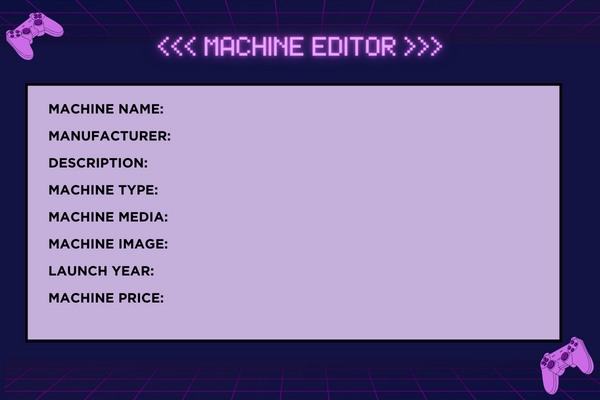 <<< MACHINE EDITOR >>>
MACHINE NAME:
MANUFACTURER:
DESCRIPTION:
MACHINE TYPE:
MACHINE MEDIA:
MACHINE IMAGE:
LAUNCH YEAR:
MACHINE PRICE: